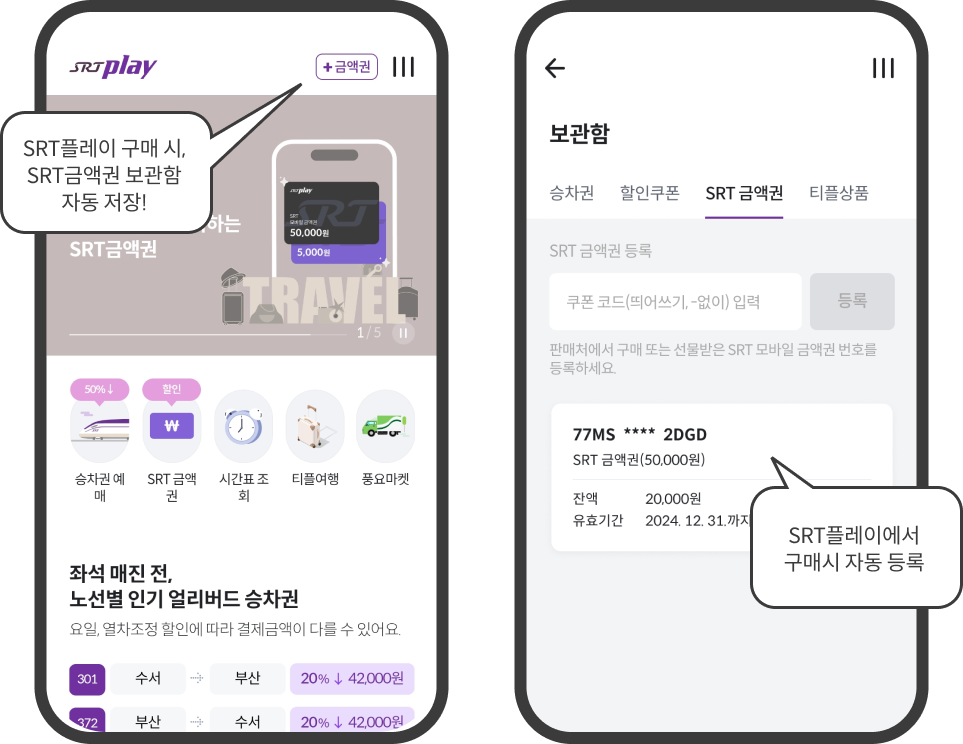 SRT play
+금액권
SRT플레이 구매 시,
SRT금액권 보관함
자동 저장!
하는
SRT금액권
SRT play
SRT
SRT
모바일 금액권
50,000원
5,000원
TRAVEL
1 / 5
50%↓
할인
₩
승차권 예
매
SRT 금액
권
시간표 조
회
티플여행
풍요마켓
좌석 매진 전,
노선별 인기 얼리버드 승차권
요일, 열차조정 할인에 따라 결제금액이 다를 수 있어요.
301 수서 부산 20% ↓ 42,000원
372 부산 수서 20% ↓ 42,000원
보관함
승차권 할인쿠폰 SRT 금액권 티플상품
SRT 금액권 등록
쿠폰 코드(띄어쓰기, -없이) 입력
등록
판매처에서 구매 또는 선물받은 SRT 모바일 금액권 번호를
등록하세요.
77MS **** 2DGD
SRT 금액권(50,000원)
잔액 20,000원
유효기간 2024. 12. 31.까지
SRT플레이에서
구매시 자동 등록